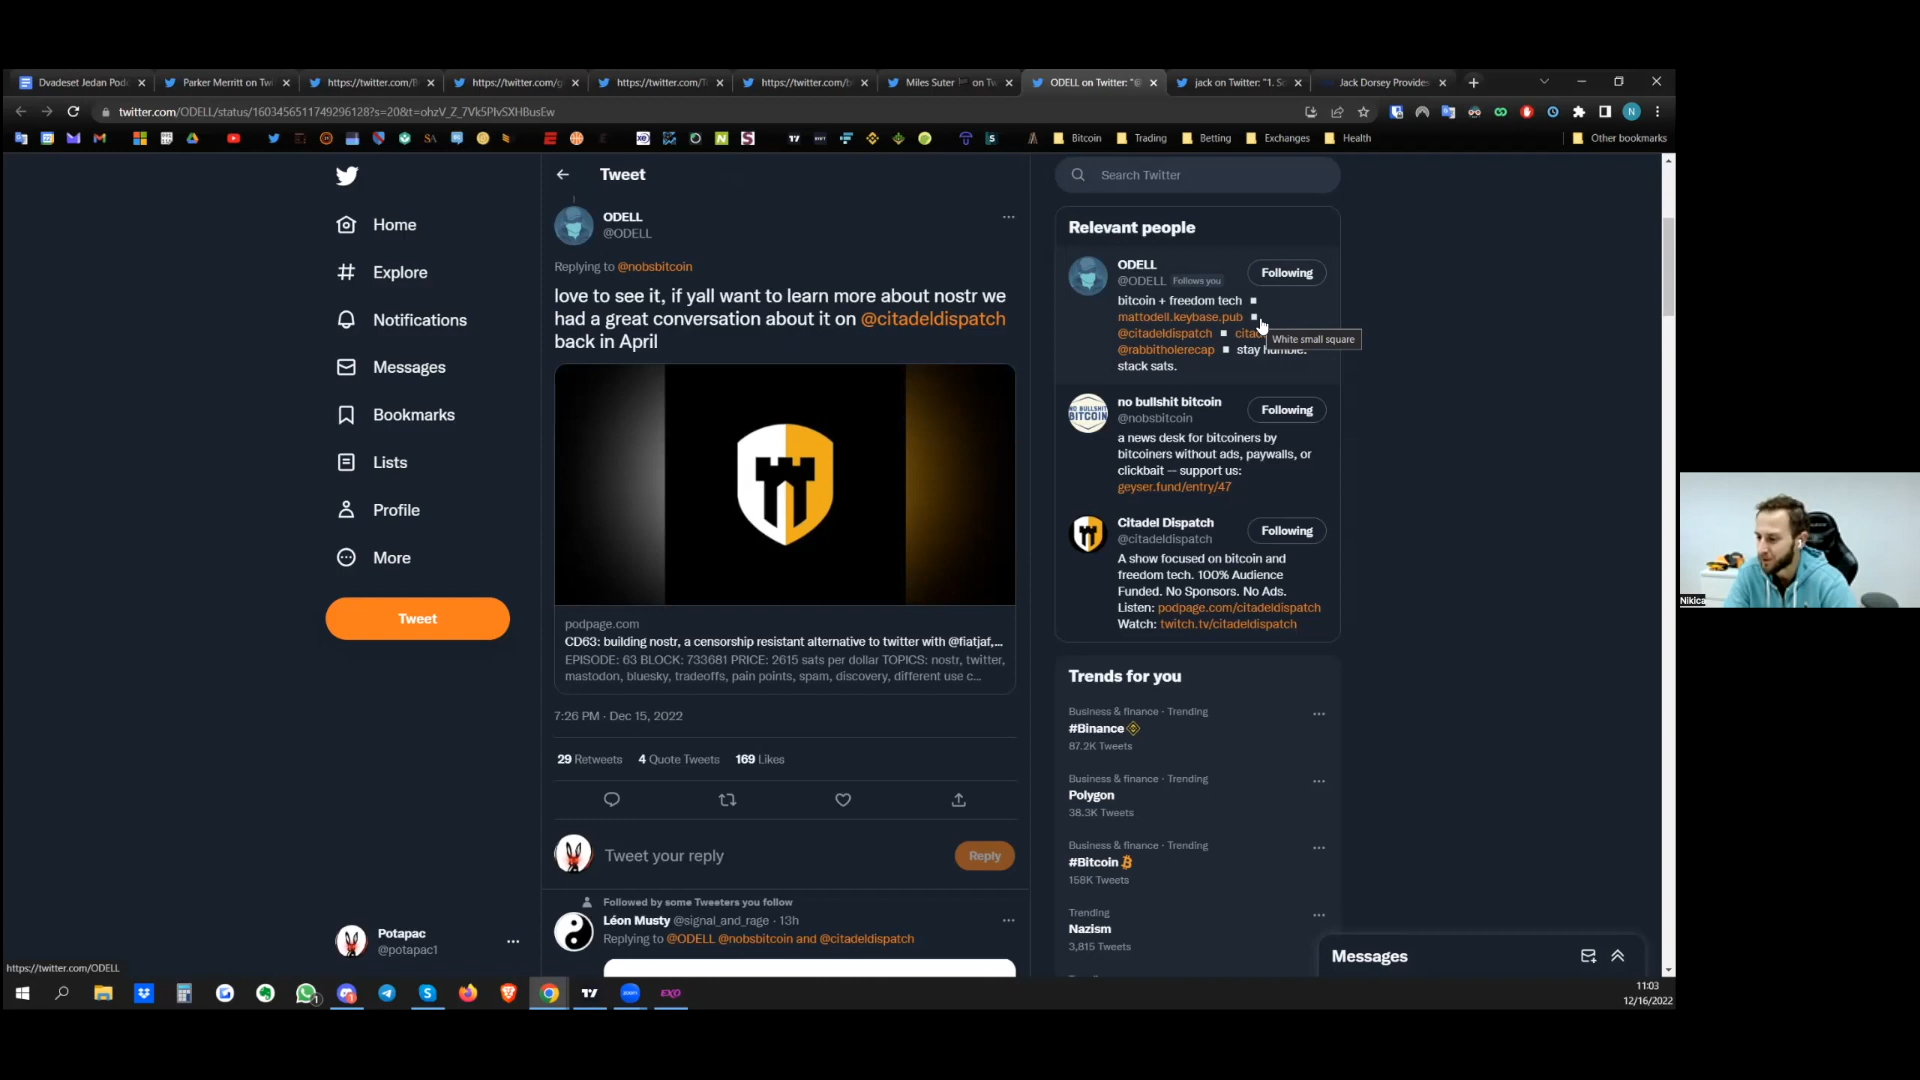 Dvadeset Jedan Pod
Parker Merritt on Tw
https://twitter.com/B
https://twitter.com/g
https://twitter.com/T
https://twitter.com/b
Miles Suter
on Tw
ODELL on Twitter: "@
jack on Twitter: "1. So
Jack Dorsey Provides
twitter.com/ODELL/status/1603456511749296128?s=20&t=ohzV_Z_7Vk5PlvSXHBusEw
Bitcoin
Trading
Betting
Exchanges
Health
Other bookmarks
Home
Explore
Notifications
Messages
Bookmarks
Lists
Profile
More
Tweet
Potapac
@potapac1
https://twitter.com/ODELL
Tweet
ODELL
@ODELL
Replying to @nobsbitcoin
love to see it, if yall want to learn more about nostr we
had a great conversation about it on @citadeldispatch
back in April
podpage.com
CD63: building nostr, a censorship resistant alternative to twitter with @fiatjaf,...
EPISODE: 63 BLOCK: 733681 PRICE: 2615 sats per dollar TOPICS: nostr, twitter,
mastodon, bluesky, tradeoffs, pain points, spam, discovery, different use c...
7:26 PM · Dec 15, 2022
29 Retweets 4 Quote Tweets 169 Likes
Tweet your reply
Reply
Followed by some Tweeters you follow
Léon Musty @signal_and_rage · 13h
Replying to @ODELL @nobsbitcoin and @citadeldispatch
Search Twitter
Relevant people
ODELL
@ODELL Follows you
Following
bitcoin + freedom tech
mattodell.keybase.pub
@citadeldispatch cita
White small square
@rabbitholerecap stay humble.
stack sats.
no bullshit bitcoin
@nobsbitcoin
Following
NO BULLSHIT
BITCOIN
a news desk for bitcoiners by
bitcoiners without ads, paywalls, or
clickbait — support us:
geyser.fund/entry/47
Citadel Dispatch
@citadeldispatch
Following
A show focused on bitcoin and
freedom tech. 100% Audience
Funded. No Sponsors. No Ads.
Listen: podpage.com/citadeldispatch
Watch: twitch.tv/citadeldispatch
Trends for you
Business & finance · Trending
#Binance
87.2K Tweets
Business & finance · Trending
Polygon
38.3K Tweets
Business & finance · Trending
#Bitcoin
158K Tweets
Trending
Nazism
3,815 Tweets
Messages
11:03
12/16/2022
Nikica